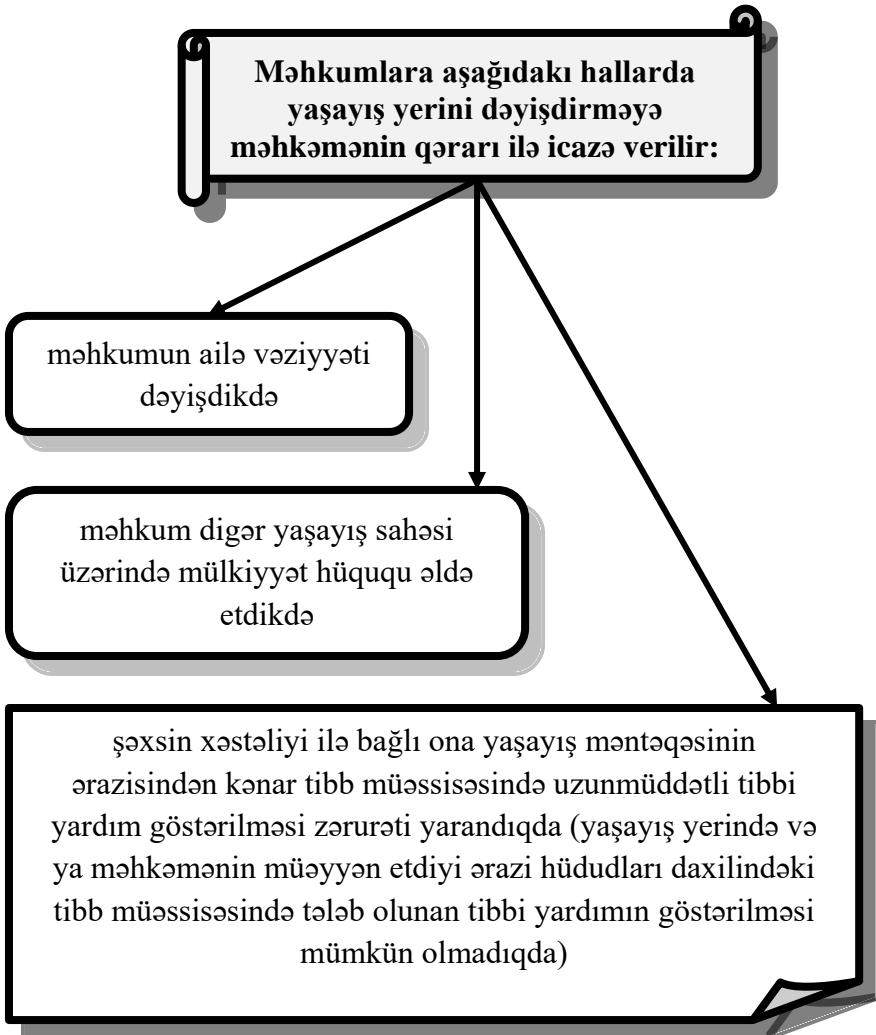 Məhkumlara aşağıdakı hallarda
yaşayış yerini dəyişdirməyə
məhkəmənin qərarı ilə icazə verilir:
məhkumun ailə vəziyyəti
dəyişdikdə
məhkum digər yaşayış sahəsi
üzərində mülkiyyət hüququ əldə
etdikdə
şəxsin xəstəliyi ilə bağlı ona yaşayış məntəqəsinin
ərazisindən kənar tibb müəssisəsində uzunmüddətli tibbi
yardım göstərilməsi zərurəti yarandıqda (yaşayış yerində və
ya məhkəmənin müəyyən etdiyi ərazi hüdudları daxilindəki
tibb müəssisəsində tələb olunan tibbi yardımın göstərilməsi
mümkün olmadıqda)